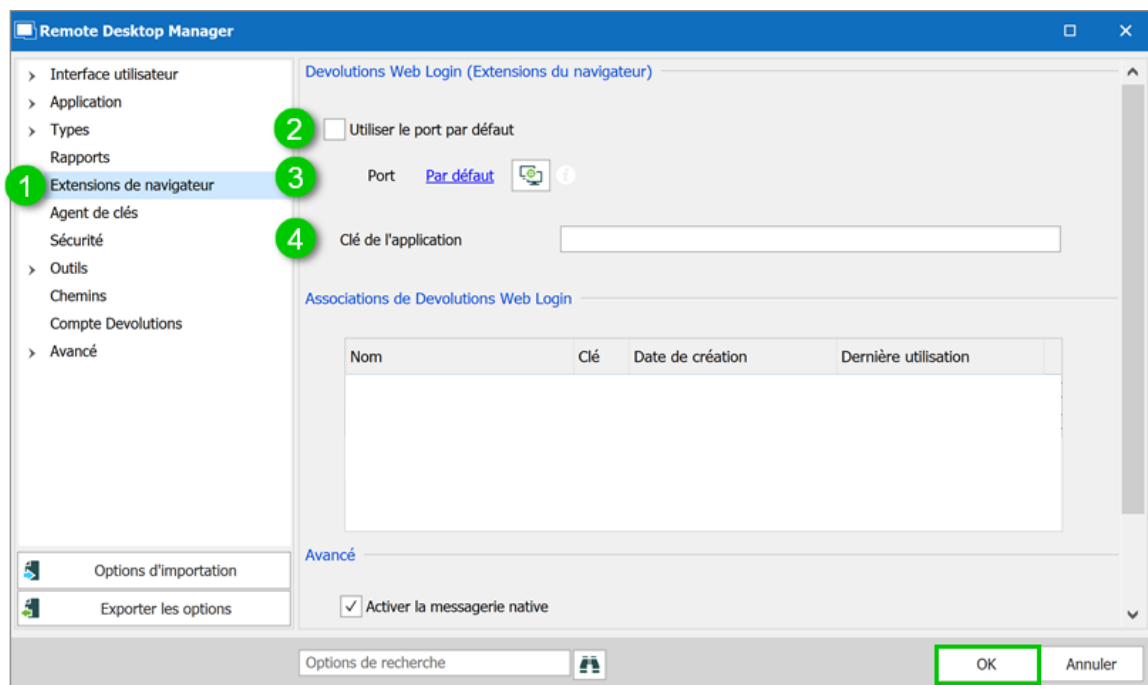 Remote Desktop Manager
Interface utilisateur
Application
Types
Rapports
1
Extensions de navigateur
Agent de clés
Sécurité
Outils
Chemins
Compte Devolutions
Avancé
Options d'importation
Exporter les options
Devolutions Web Login (Extensions du navigateur)
2 Utiliser le port par défaut
3 Port Par défaut i
4 Clé de l'application
Associations de Devolutions Web Login
Nom Clé Date de création Dernière utilisation
Avancé
Activer la messagerie native
Options de recherche
OK Annuler